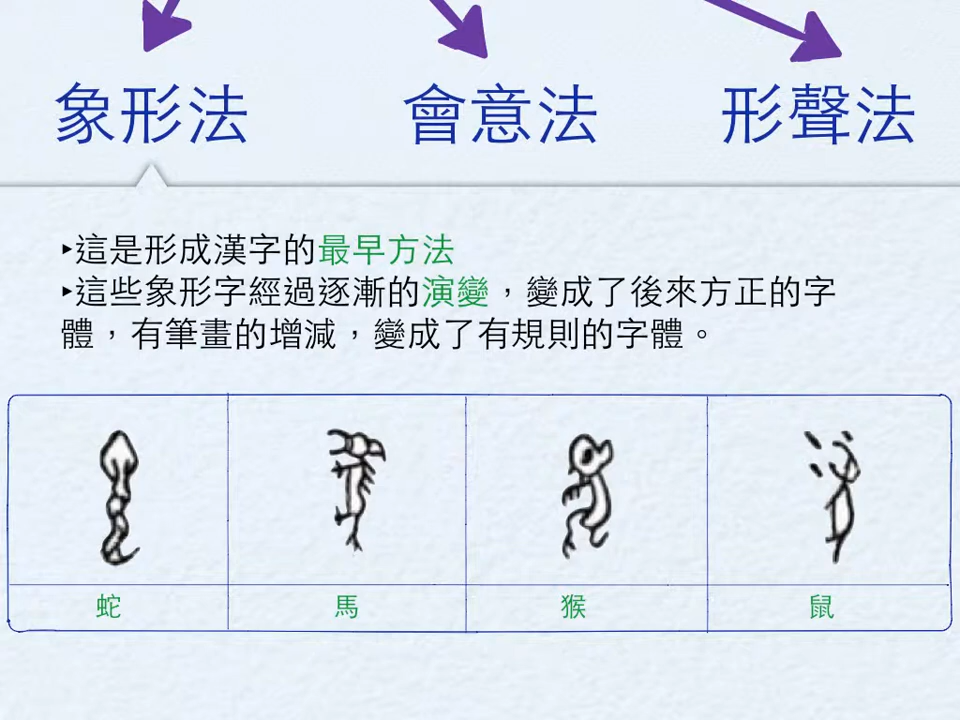 象形法 會意法 形聲法
▸這是形成漢字的最早方法
▸這些象形字經過逐漸的演變，變成了後來方正的字
體，有筆畫的增減，變成了有規則的字體。
蛇 馬 猴 鼠